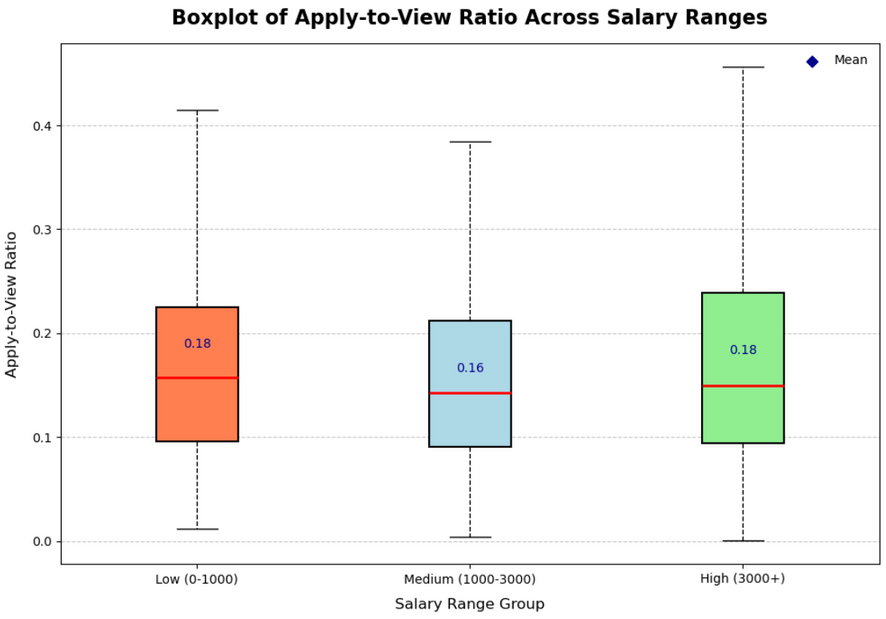 Boxplot of Apply-to-View Ratio Across Salary Ranges
Mean
Apply-to-View Ratio
0.4
0.3
0.2
0.1
0.0
0.18
0.16
0.18
Low (0-1000)
Medium (1000-3000)
High (3000+)
Salary Range Group